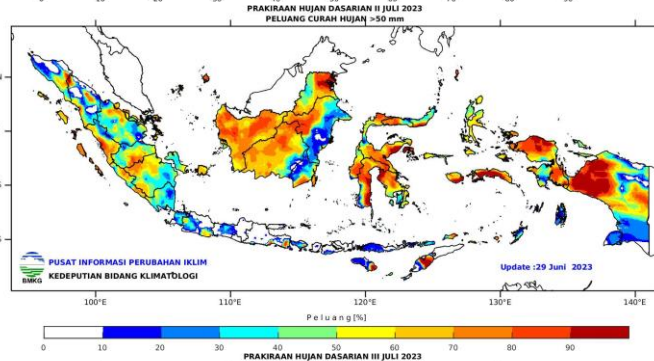 PRAKIRAAN HUJAN DASARIAN II JULI 2023
PELUANG CURAH HUJAN >50 mm
PUSAT INFORMASI PERUBAHAN IKLIM
KEDEPUTIAN BIDANG KLIMATOLOGI
BMKG
Update :29 Juni 2023
100°E 110°E 120°E 130°E 140°E
Peluang[%]
0 10 20 30 40 50 60 70 80 90
PRAKIRAAN HUJAN DASARIAN III JULI 2023